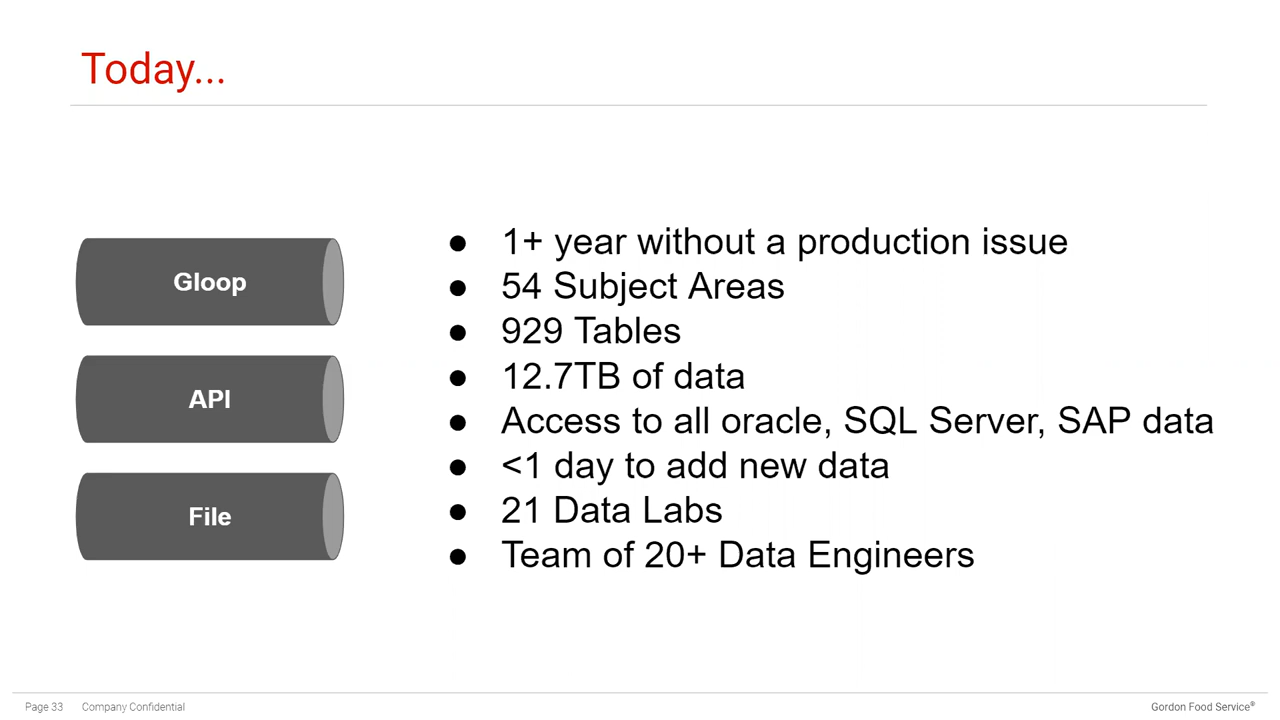 Today...
Gloop
API
File
● 1+ year without a production issue
● 54 Subject Areas
● 929 Tables
● 12.7TB of data
● Access to all oracle, SQL Server, SAP data
● <1 day to add new data
● 21 Data Labs
● Team of 20+ Data Engineers
Page 33 Company Confidential Gordon Food Service®